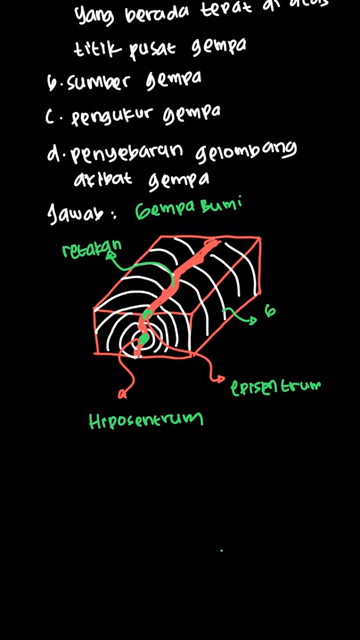 yang berada tepat di atas
titik pusat gempa
b. sumber gempa
c. pengukur gempa
d. penyebaran gelombang
akibat gempa
Jawab: Gempa Bumi
retakan
6
episentrum
Hiposentrum